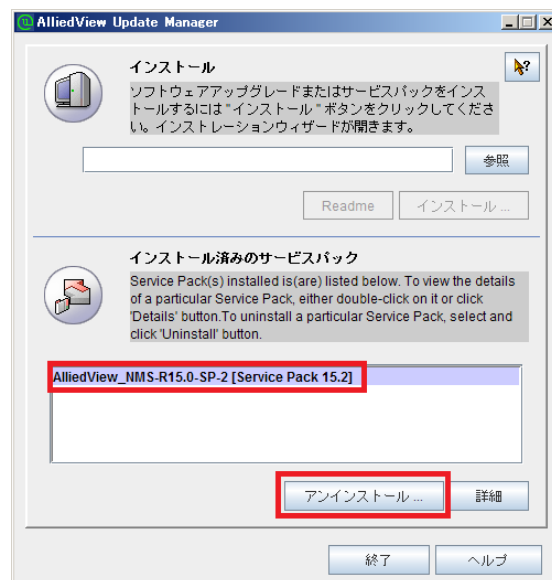 AlliedView Update Manager
インストール
ソフトウェアアップグレードまたはサービスパックをインス
トールするには"インストール"ボタンをクリックしてくださ
い。インストレーションウィザードが開きます。
参照
Readme
インストール ...
インストール済みのサービスパック
Service Pack(s) installed is(are) listed below. To view the details
of a particular Service Pack, either double-click on it or click
'Details' button.To uninstall a particular Service Pack, select and
click 'Uninstall' button.
AlliedView_NMS-R15.0-SP-2 [Service Pack 15.2]
アンインストール ...
詳細
終了
ヘルプ